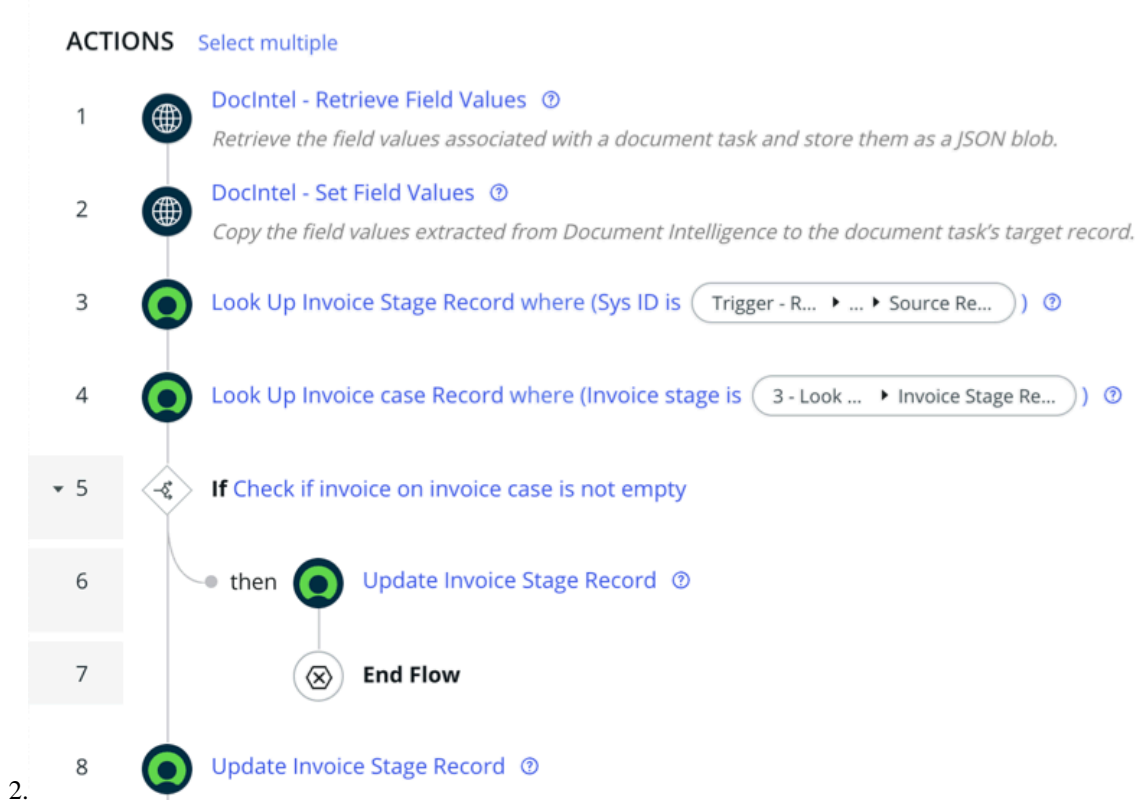 ACTIONS Select multiple
1 DocIntel - Retrieve Field Values
Retrieve the field values associated with a document task and store them as a JSON blob.
2 DocIntel - Set Field Values
Copy the field values extracted from Document Intelligence to the document task's target record.
3 Look Up Invoice Stage Record where (Sys ID is Trigger - R... ▸ ... ▸ Source Re... )
4 Look Up Invoice case Record where (Invoice stage is 3 - Look ... ▸ Invoice Stage Re... )
5 If Check if invoice on invoice case is not empty
6 then Update Invoice Stage Record
7 End Flow
8 Update Invoice Stage Record
2.